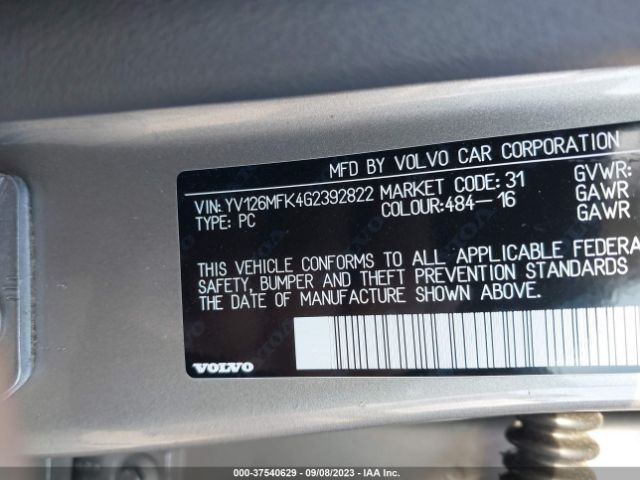 MFD BY VOLVO CAR CORPORATION
VIN: YV126MFK4G2392822 MARKET CODE: 31 GVWR:
TYPE: PC COLOUR:484—16 GAWR
GAWR
THIS VEHICLE CONFORMS TO ALL APPLICABLE FEDERA
SAFETY, BUMPER AND THEFT PREVENTION STANDARDS
THE DATE OF MANUFACTURE SHOWN ABOVE.
VOLVO
000-37540629 - 09/08/2023 - IAA Inc.